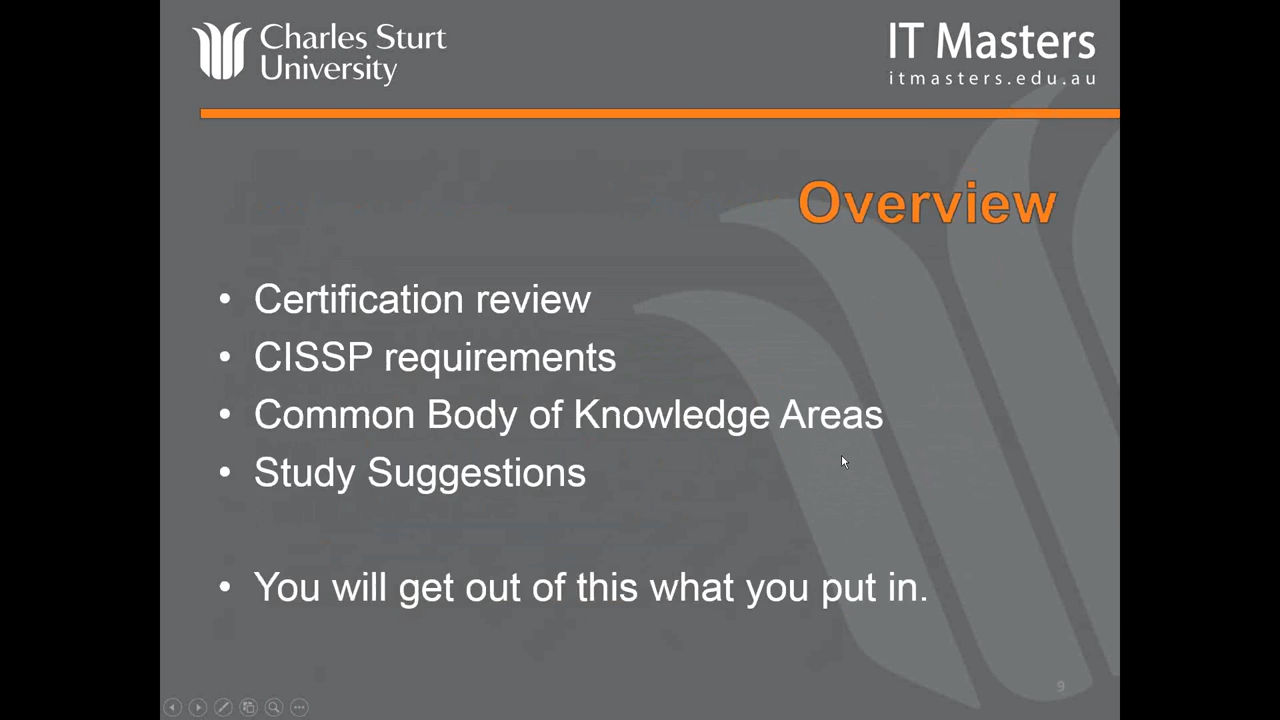 Charles Sturt
University
IT Masters
itmasters.edu.au
Overview
• Certification review
• CISSP requirements
• Common Body of Knowledge Areas
• Study Suggestions
• You will get out of this what you put in.
9